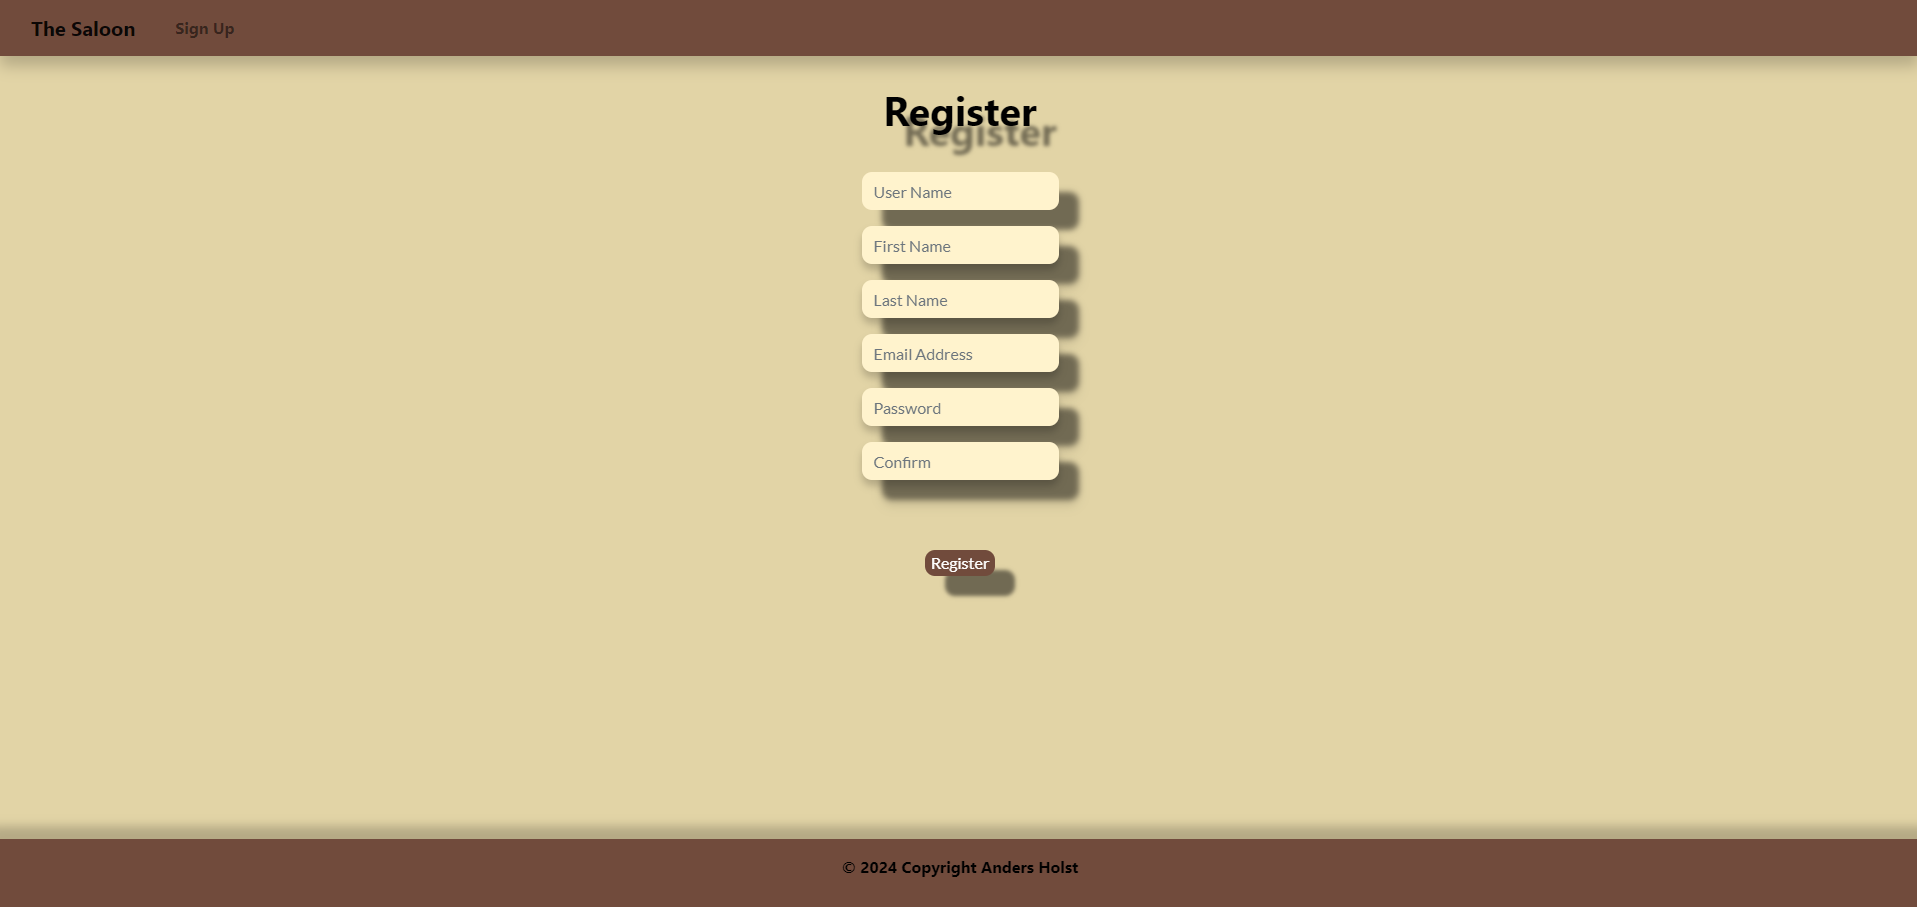 The Saloon Sign Up
Register
User Name
First Name
Last Name
Email Address
Password
Confirm
Register
© 2024 Copyright Anders Holst